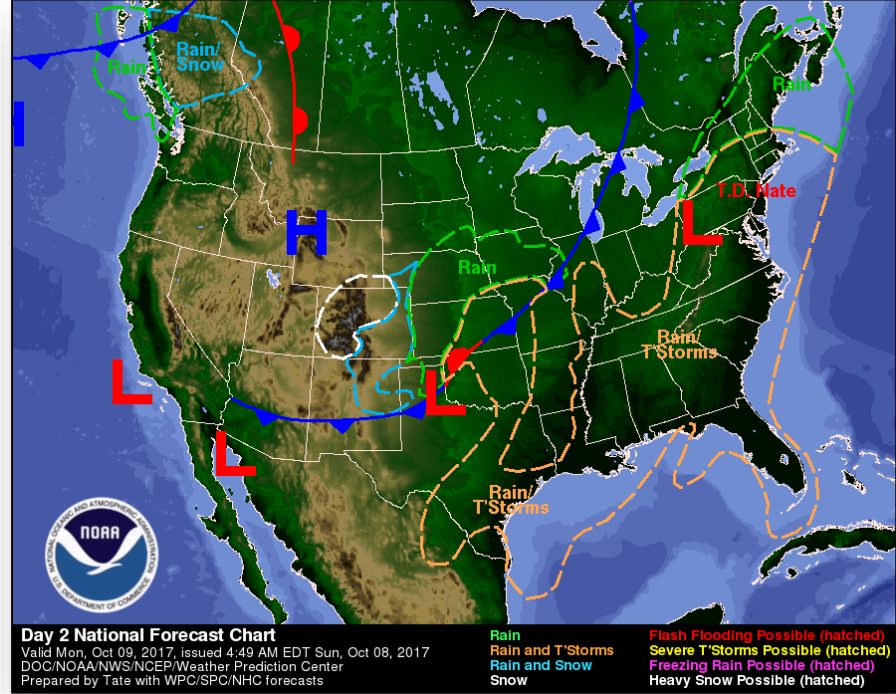 Rain
Rain/
Snow
H
H
Rain
T.D. Nate
L
Rain
Rain/
T'Storms
L
L
L
Rain/
T'Storms
NATIONAL OCEANIC AND ATMOSPHERIC ADMINISTRATION
NOAA
U.S. DEPARTMENT OF COMMERCE
Day 2 National Forecast Chart
Valid Mon, Oct 09, 2017, issued 4:49 AM EDT Sun, Oct 08, 2017
DOC/NOAA/NWS/NCEP/Weather Prediction Center
Prepared by Tate with WPC/SPC/NHC forecasts
Rain
Rain and T'Storms
Rain and Snow
Snow
Flash Flooding Possible (hatched)
Severe T'Storms Possible (hatched)
Freezing Rain Possible (hatched)
Heavy Snow Possible (hatched)